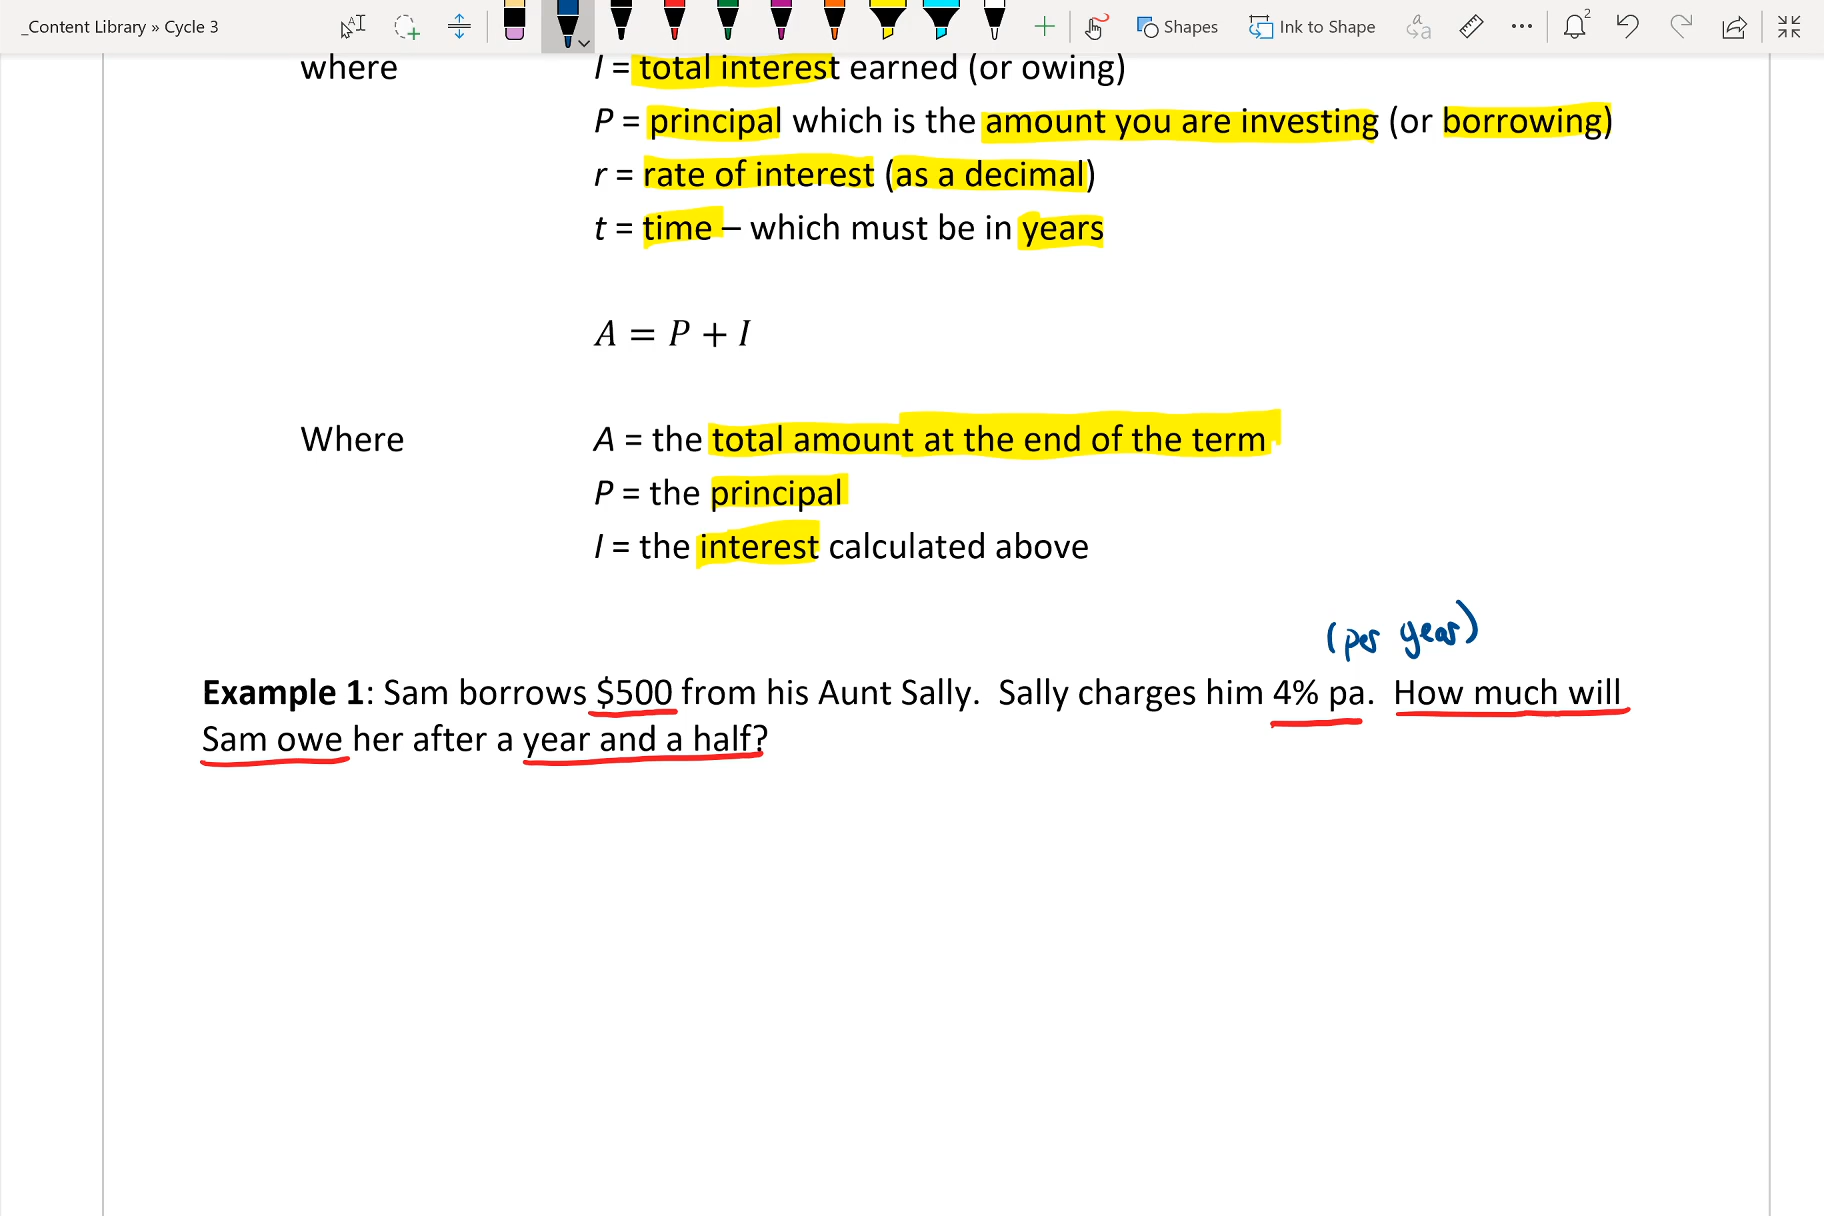 _Content Library » Cycle 3
Shapes
Ink to Shape
2
where
I = total interest earned (or owing)
P = principal which is the amount you are investing (or borrowing)
r = rate of interest (as a decimal)
t = time – which must be in years
A = P + I
Where
A = the total amount at the end of the term
P = the principal
I = the interest calculated above
(per year)
Example 1: Sam borrows $500 from his Aunt Sally.  Sally charges him 4% pa.  How much will
Sam owe her after a year and a half?